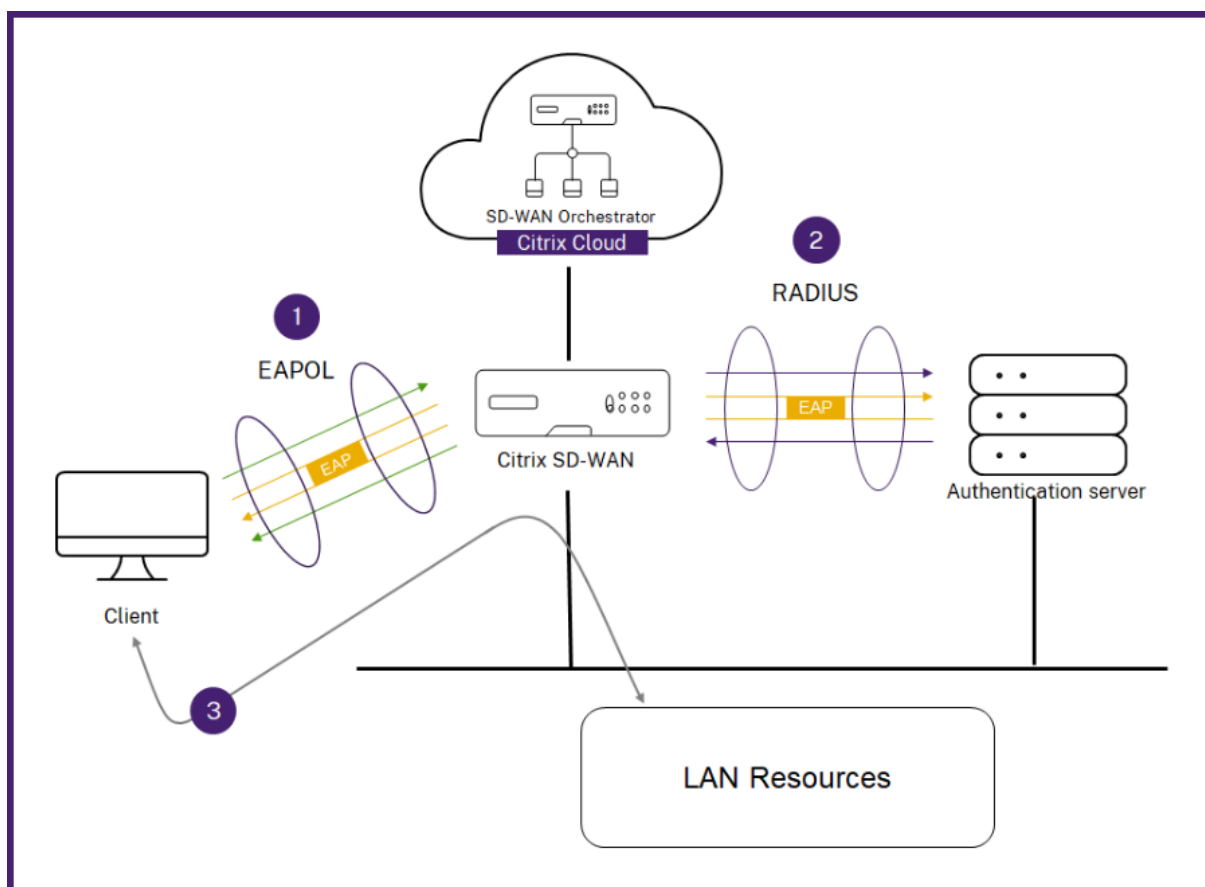 SD-WAN Orchestrator
Citrix Cloud
2
RADIUS
1
EAPOL
EAP
EAP
Citrix SD-WAN
Authentication server
Client
3
LAN Resources